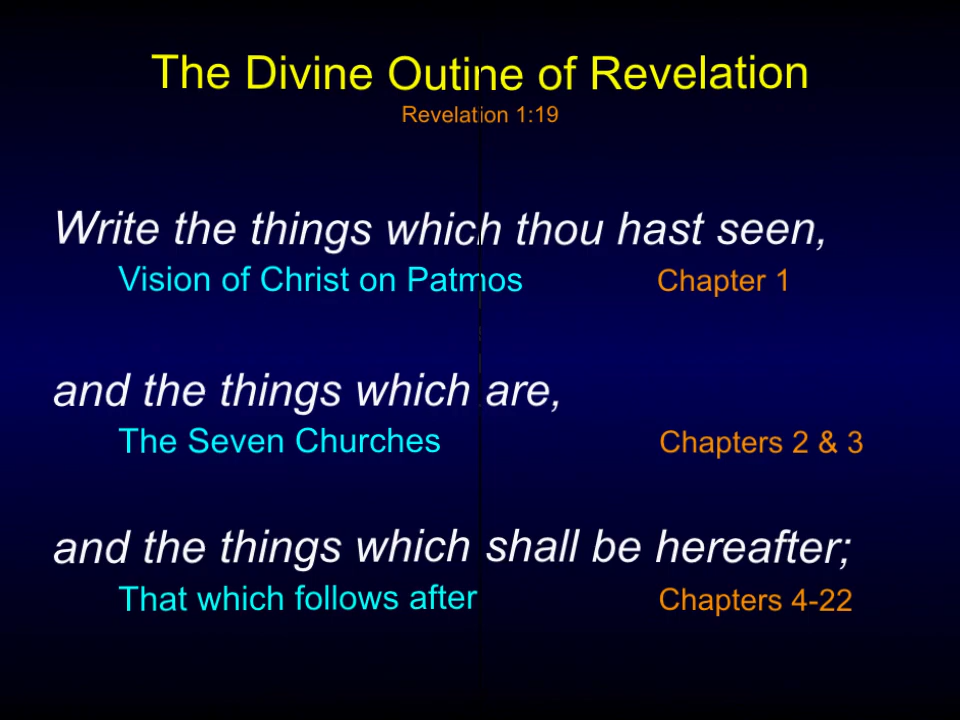 The Divine Outine of Revelation
Revelation 1:19
Write the things which thou hast seen,
Vision of Christ on Patmos Chapter 1
and the things which are,
The Seven Churches Chapters 2 & 3
and the things which shall be hereafter;
That which follows after Chapters 4-22